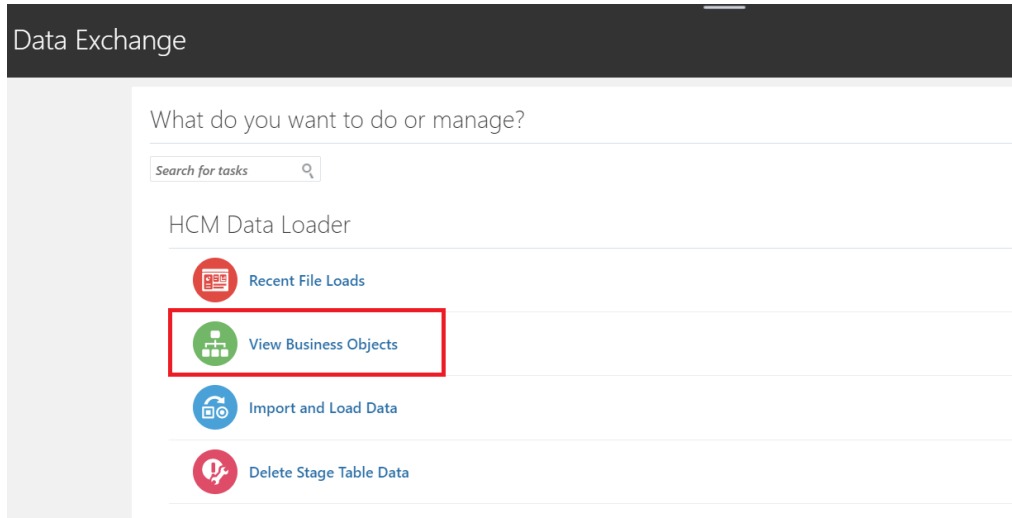 Data Exchange
What do you want to do or manage?
Search for tasks
HCM Data Loader
Recent File Loads
View Business Objects
Import and Load Data
Delete Stage Table Data